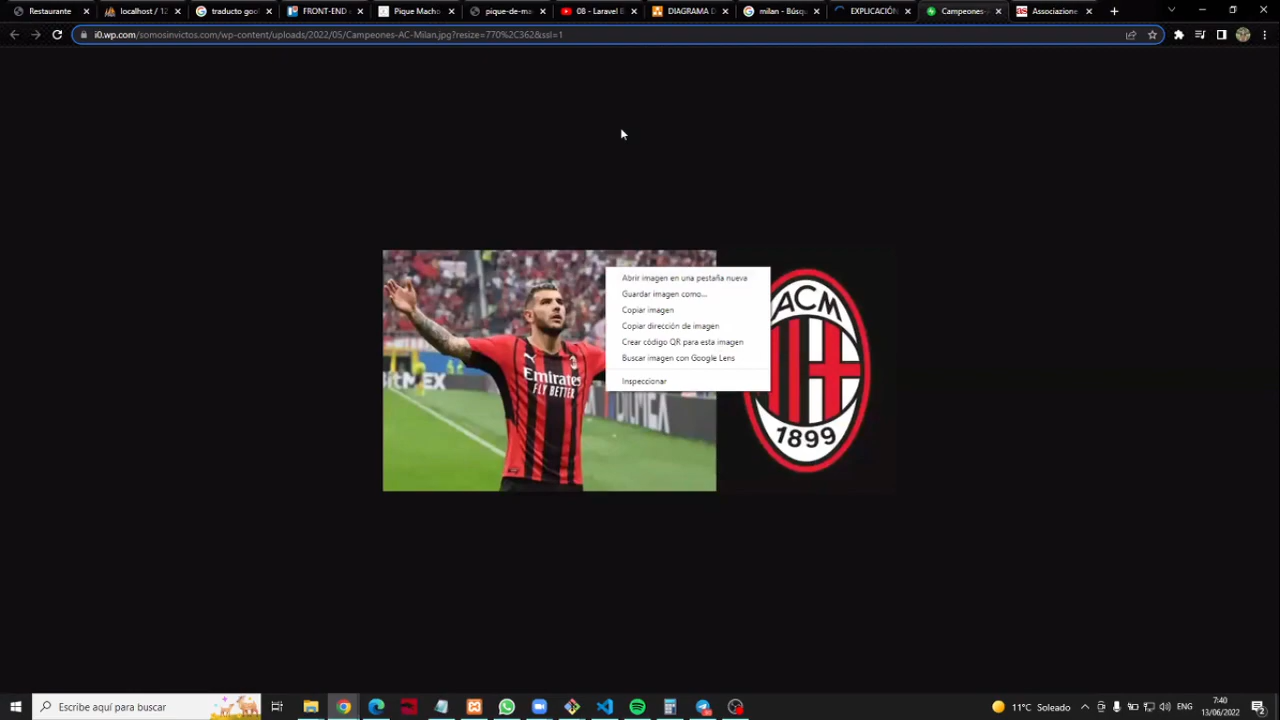 Restaurante
localhost / 12
traducto goo
FRONT-END
Pique Macho
pique-de-ma
08 - Laravel
DIAGRAMA D
milan - Búsq
EXPLICACIÓN
Campeones-
Associazione
i0.wp.com/somosinvictos.com/wp-content/uploads/2022/05/Campeones-AC-Milan.jpg?resize=770%2C362&ssl=1
Abrir imagen en una pestaña nueva
Guardar imagen como...
Copiar imagen
Copiar dirección de imagen
Crear código QR para esta imagen
Buscar imagen con Google Lens
Inspeccionar
Emirates
FLY BETTER
ACM
1899
Escribe aquí para buscar
11°C Soleado
ENG
7:40
13/06/2022